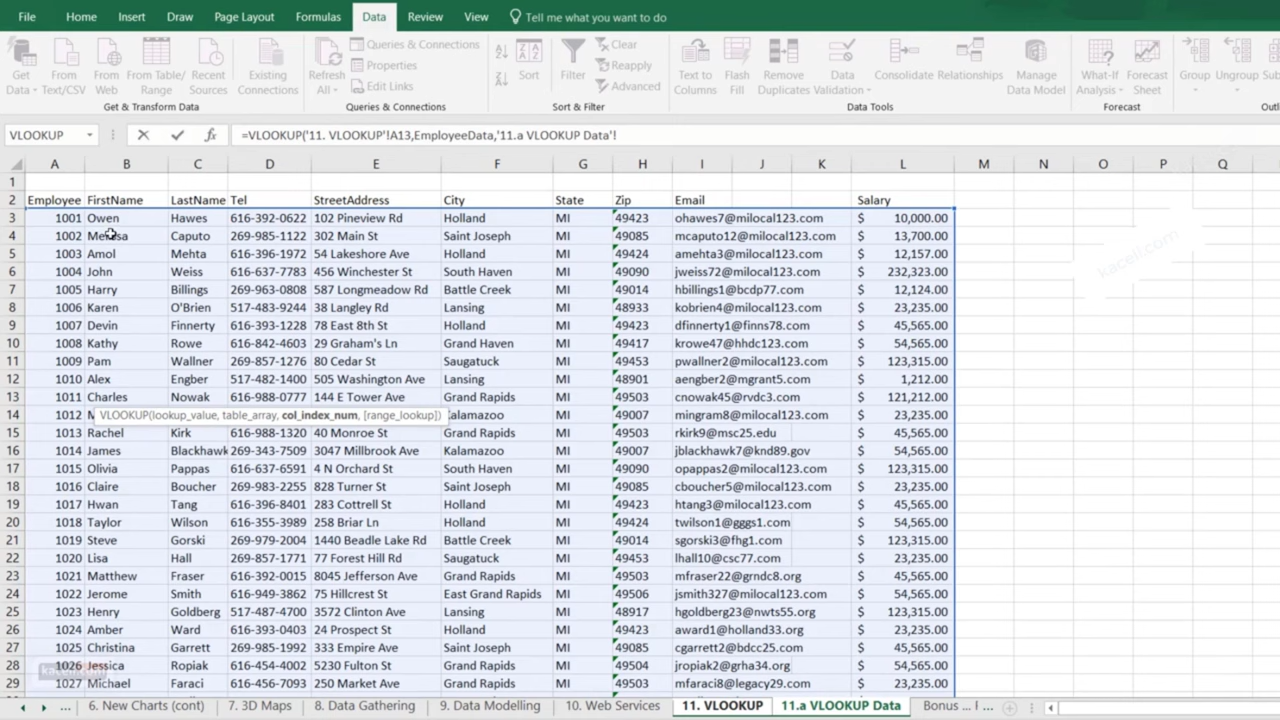 File Home Insert Draw Page Layout Formulas Data Review View Tell me what you want to do
Get Data From Text/CSV From Web From Table/ Range Recent Sources Existing Connections Refresh All Queries & Connections Properties Edit Links Sort Filter Clear Reapply Advanced Text to Columns Flash Fill Remove Duplicates Data Validation Consolidate Relationships Manage Data Model What-If Analysis Forecast Sheet Group Ungroup
Get & Transform Data Queries & Connections Sort & Filter Data Tools Forecast
VLOOKUP =VLOOKUP('11. VLOOKUP'!A13,EmployeeData,'11.a VLOOKUP Data'!
A B C D E F G H I J K L M N O P Q
1
2 Employee FirstName LastName Tel StreetAddress City State Zip Email Salary
3 1001 Owen Hawes 616-392-0622 102 Pineview Rd Holland MI 49423 ohawes7@milocal123.com $ 10,000.00
4 1002 Melissa Caputo 269-985-1122 302 Main St Saint Joseph MI 49085 mcaputo12@milocal123.com $ 13,700.00
5 1003 Amol Mehta 616-396-1972 54 Lakeshore Ave Holland MI 49424 amehta3@milocal123.com $ 12,157.00
6 1004 John Weiss 616-637-7783 456 Winchester St South Haven MI 49090 jweiss72@milocal123.com $ 232,323.00
7 1005 Harry Billings 269-963-0808 587 Longmeadow Rd Battle Creek MI 49014 hbillings1@bcdp77.com $ 12,124.00
8 1006 Karen O'Brien 517-483-9244 38 Langley Rd Lansing MI 48933 kobrien4@milocal123.com $ 23,235.00
9 1007 Devin Finnerty 616-393-1228 78 East 8th St Holland MI 49423 dfinnerty1@finns78.com $ 45,565.00
10 1008 Kathy Rowe 616-842-4603 29 Graham's Ln Grand Haven MI 49417 krowe47@hhdc123.com $ 54,565.00
11 1009 Pam Wallner 269-857-1276 80 Cedar St Saugatuck MI 49453 pwallner2@milocal123.com $ 123,315.00
12 1010 Alex Engber 517-482-1400 505 Washington Ave Lansing MI 48901 aengber2@mgrant5.com $ 1,212.00
13 1011 Charles Nowak 616-988-0777 144 E Tower Ave Grand Rapids MI 49503 cnowak45@rvdc3.com $ 121,212.00
14 1012 M VLOOKUP(lookup_value, table_array, col_index_num, [range_lookup]) Kalamazoo MI 49007 mingram8@milocal123.com $ 23,235.00
15 1013 Rachel Kirk 616-988-1320 40 Monroe St Grand Rapids MI 49503 rkirk9@msc25.edu $ 45,565.00
16 1014 James Blackhawk 269-343-7509 3047 Millbrook Ave Kalamazoo MI 49007 jblackhawk7@knd89.gov $ 54,565.00
17 1015 Olivia Pappas 616-637-6591 4 N Orchard St South Haven MI 49090 opappas2@milocal123.com $ 123,315.00
18 1016 Claire Boucher 269-983-2255 828 Turner St Saint Joseph MI 49085 cboucher5@milocal123.com $ 23,235.00
19 1017 Hwan Tang 616-396-8401 283 Cottrell St Holland MI 49423 htang3@milocal123.com $ 45,565.00
20 1018 Taylor Wilson 616-355-3989 258 Briar Ln Holland MI 49424 twilson1@gggs1.com $ 54,565.00
21 1019 Steve Gorski 269-979-2004 1440 Beadle Lake Rd Battle Creek MI 49014 sgorski3@fhg1.com $ 123,315.00
22 1020 Lisa Hall 269-857-1771 77 Forest Hill Rd Saugatuck MI 49453 lhall10@csc77.com $ 23,235.00
23 1021 Matthew Fraser 616-392-0015 8045 Jefferson Ave Grand Rapids MI 49503 mfraser22@grndc8.org $ 45,565.00
24 1022 Jerome Smith 616-949-3862 75 Hillcrest St East Grand Rapids MI 49506 jsmith327@milocal123.com $ 54,565.00
25 1023 Henry Goldberg 517-487-4700 3572 Clinton Ave Lansing MI 48917 hgoldberg23@nwts55.org $ 123,315.00
26 1024 Amber Ward 616-393-0403 24 Prospect St Holland MI 49423 award1@holland33.org $ 23,235.00
27 1025 Christina Garrett 269-985-1992 335 Farm Ln Saint Joseph MI 49085 cgarrett2@bdcc25.com $ 45,565.00
28 1026 Jessica Ropiak 616-454-4002 5230 Fulton St Grand Rapids MI 49504 jropiak2@grha34.org $ 54,565.00
29 1027 Michael Faraci 616-456-7093 250 Market Ave Grand Rapids MI 49503 mfaraci8@legacy29.com $ 23,235.00
... 6. New Charts (cont) 7. 3D Maps 8. Data Gathering 9. Data Modelling 10. Web Services 11. VLOOKUP 11.a VLOOKUP Data Bonus ...
kacell.com
kacell.com